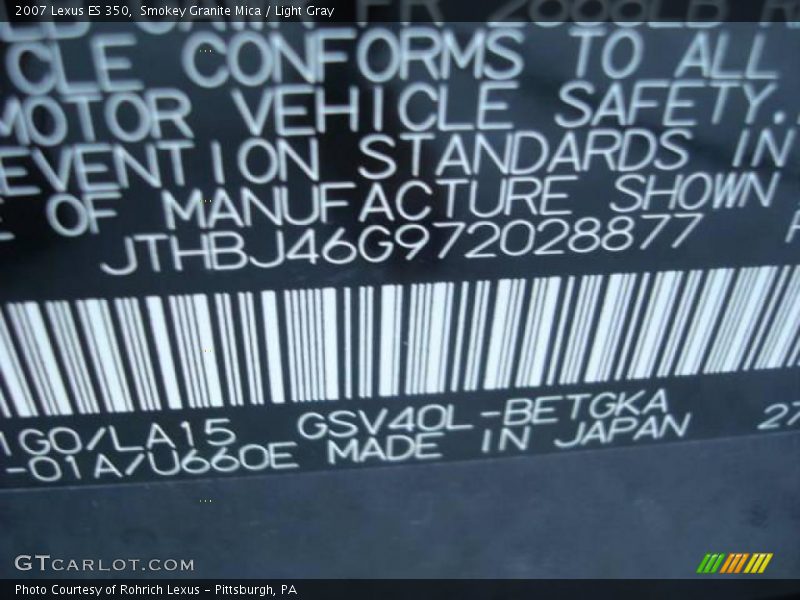 2007 Lexus ES 350, Smokey Granite Mica / Light Gray
CLE CONFORMS TO ALL
MOTOR VEHICLE SAFETY,
EVENTION STANDARDS IN
OF MANUFACTURE SHOWN
JTHBJ46G972028877
1G0/LA15 GSV40L-BETGKA 27
-01A/U660E MADE IN JAPAN
GTCARLOT.COM
Photo Courtesy of Rohrich Lexus - Pittsburgh, PA